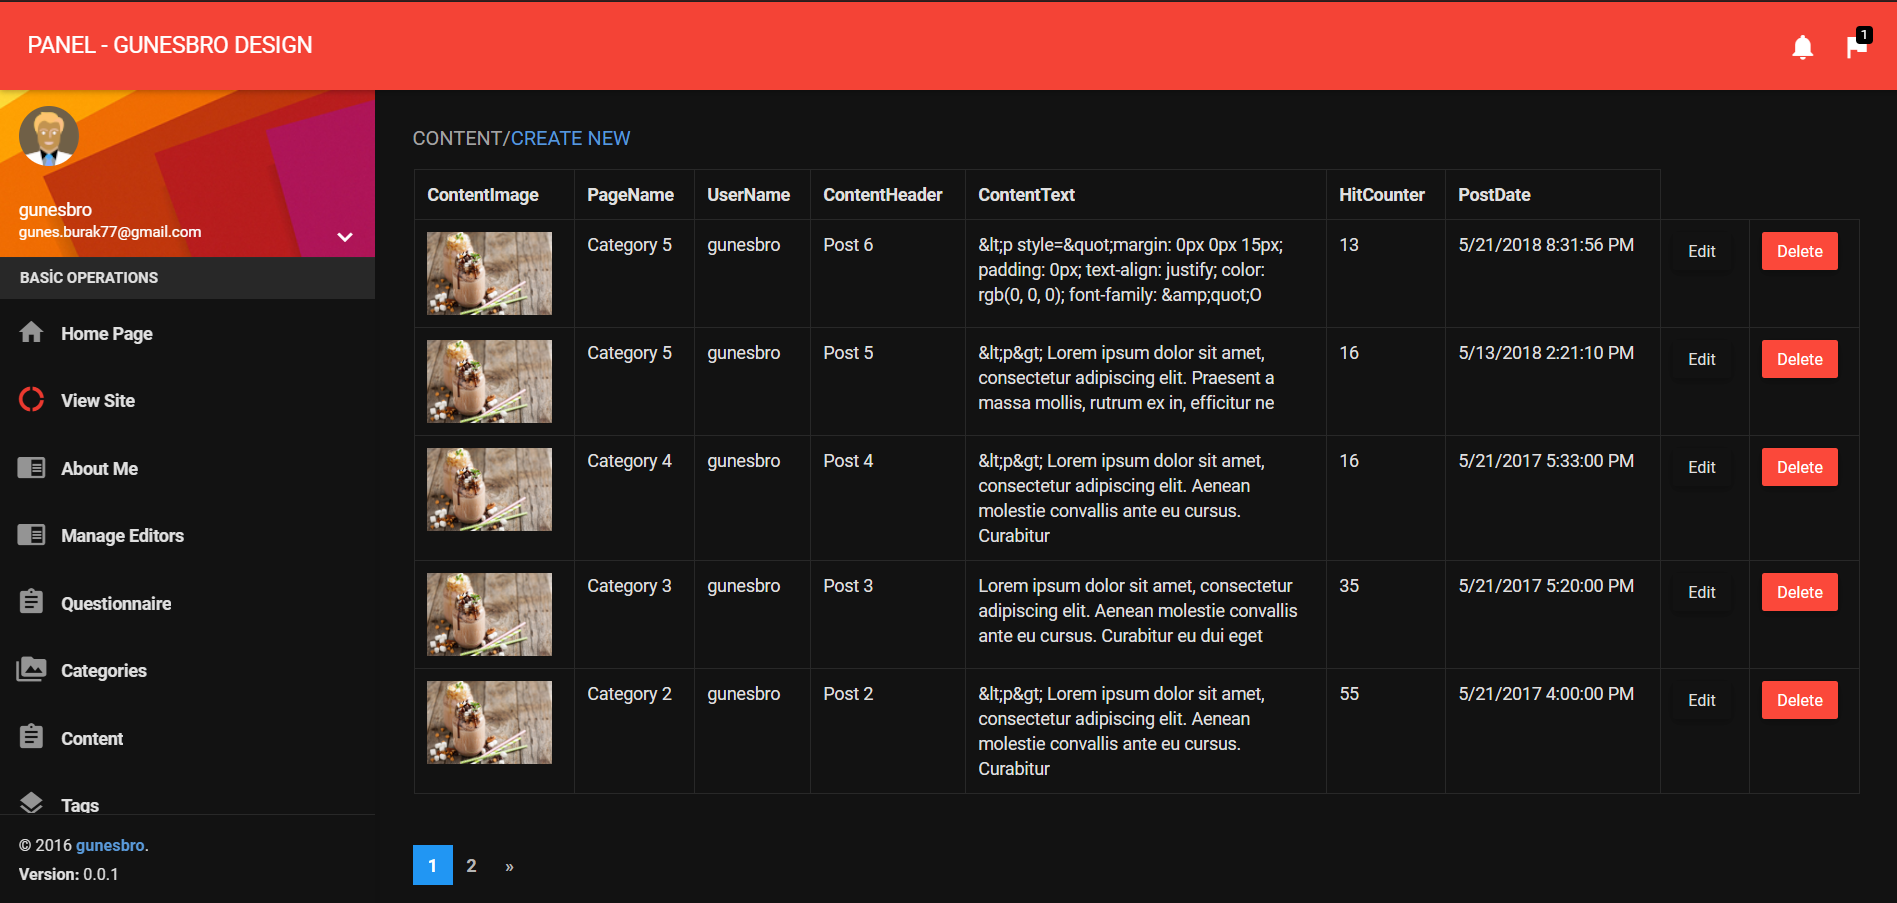 PANEL - GUNESBRO DESIGN
1
gunesbro
gunes.burak77@gmail.com
BASİC OPERATIONS
Home Page
View Site
About Me
Manage Editors
Questionnaire
Categories
Content
Tags
© 2016 gunesbro.
Version: 0.0.1
CONTENT/CREATE NEW
ContentImage PageName UserName ContentHeader ContentText HitCounter PostDate
Category 5 gunesbro Post 6 &lt;p style=&quot;margin: 0px 0px 15px; 13 5/21/2018 8:31:56 PM Edit Delete
padding: 0px; text-align: justify; color:
rgb(0, 0, 0); font-family: &amp;quot;O
Category 5 gunesbro Post 5 &lt;p&gt; Lorem ipsum dolor sit amet, 16 5/13/2018 2:21:10 PM Edit Delete
consectetur adipiscing elit. Praesent a
massa mollis, rutrum ex in, efficitur ne
Category 4 gunesbro Post 4 &lt;p&gt; Lorem ipsum dolor sit amet, 16 5/21/2017 5:33:00 PM Edit Delete
consectetur adipiscing elit. Aenean
molestie convallis ante eu cursus.
Curabitur
Category 3 gunesbro Post 3 Lorem ipsum dolor sit amet, consectetur 35 5/21/2017 5:20:00 PM Edit Delete
adipiscing elit. Aenean molestie convallis
ante eu cursus. Curabitur eu dui eget
Category 2 gunesbro Post 2 &lt;p&gt; Lorem ipsum dolor sit amet, 55 5/21/2017 4:00:00 PM Edit Delete
consectetur adipiscing elit. Aenean
molestie convallis ante eu cursus.
Curabitur
1 2 »